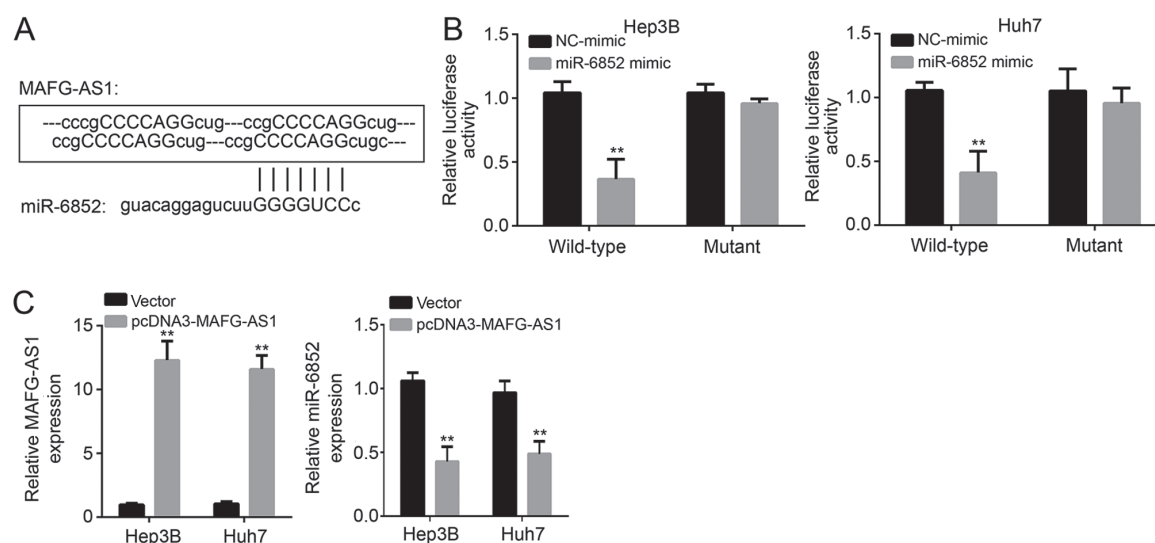 A
MAFG-AS1:
---cccgCCCCAGGcug---ccgCCCCAGGcug---
ccgCCCCAGGcug---ccgCCCCAGGcugc---
miR-6852: guacaggagucuuGGGGUCCc
B
Hep3B
NC-mimic
miR-6852 mimic
Relative luciferase
activity
1.5
1.0
0.5
0.0
**
Wild-type Mutant
Huh7
NC-mimic
miR-6852 mimic
Relative luciferase
activity
1.5
1.0
0.5
0.0
**
Wild-type Mutant
C
Vector
pcDNA3-MAFG-AS1
Relative MAFG-AS1
expression
15
10
5
0
** **
Hep3B Huh7
Vector
pcDNA3-MAFG-AS1
Relative miR-6852
expression
1.5
1.0
0.5
0.0
** **
Hep3B Huh7